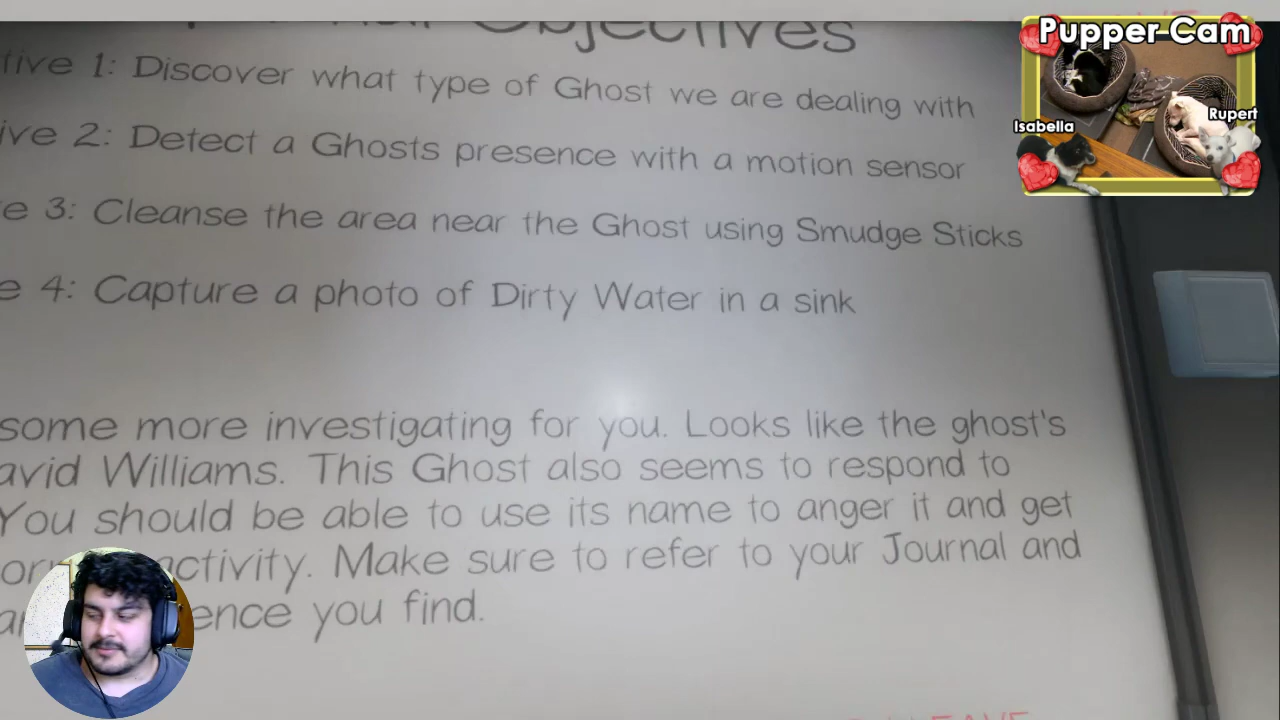 Objectives
tive 1: Discover what type of Ghost we are dealing with
ive 2: Detect a Ghosts presence with a motion sensor
e 3: Cleanse the area near the Ghost using Smudge Sticks
e 4: Capture a photo of Dirty Water in a sink
some more investigating for you. Looks like the ghost's
avid Williams. This Ghost also seems to respond to
You should be able to use its name to anger it and get
activity. Make sure to refer to your Journal and
ence you find.
Pupper Cam
Isabella
Rupert